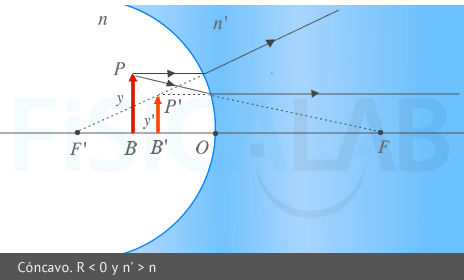 n
n'
P
y
P'
y'
F'
B
B'
O
F
FiSiCALAB
Cóncavo. R < 0 y n' > n